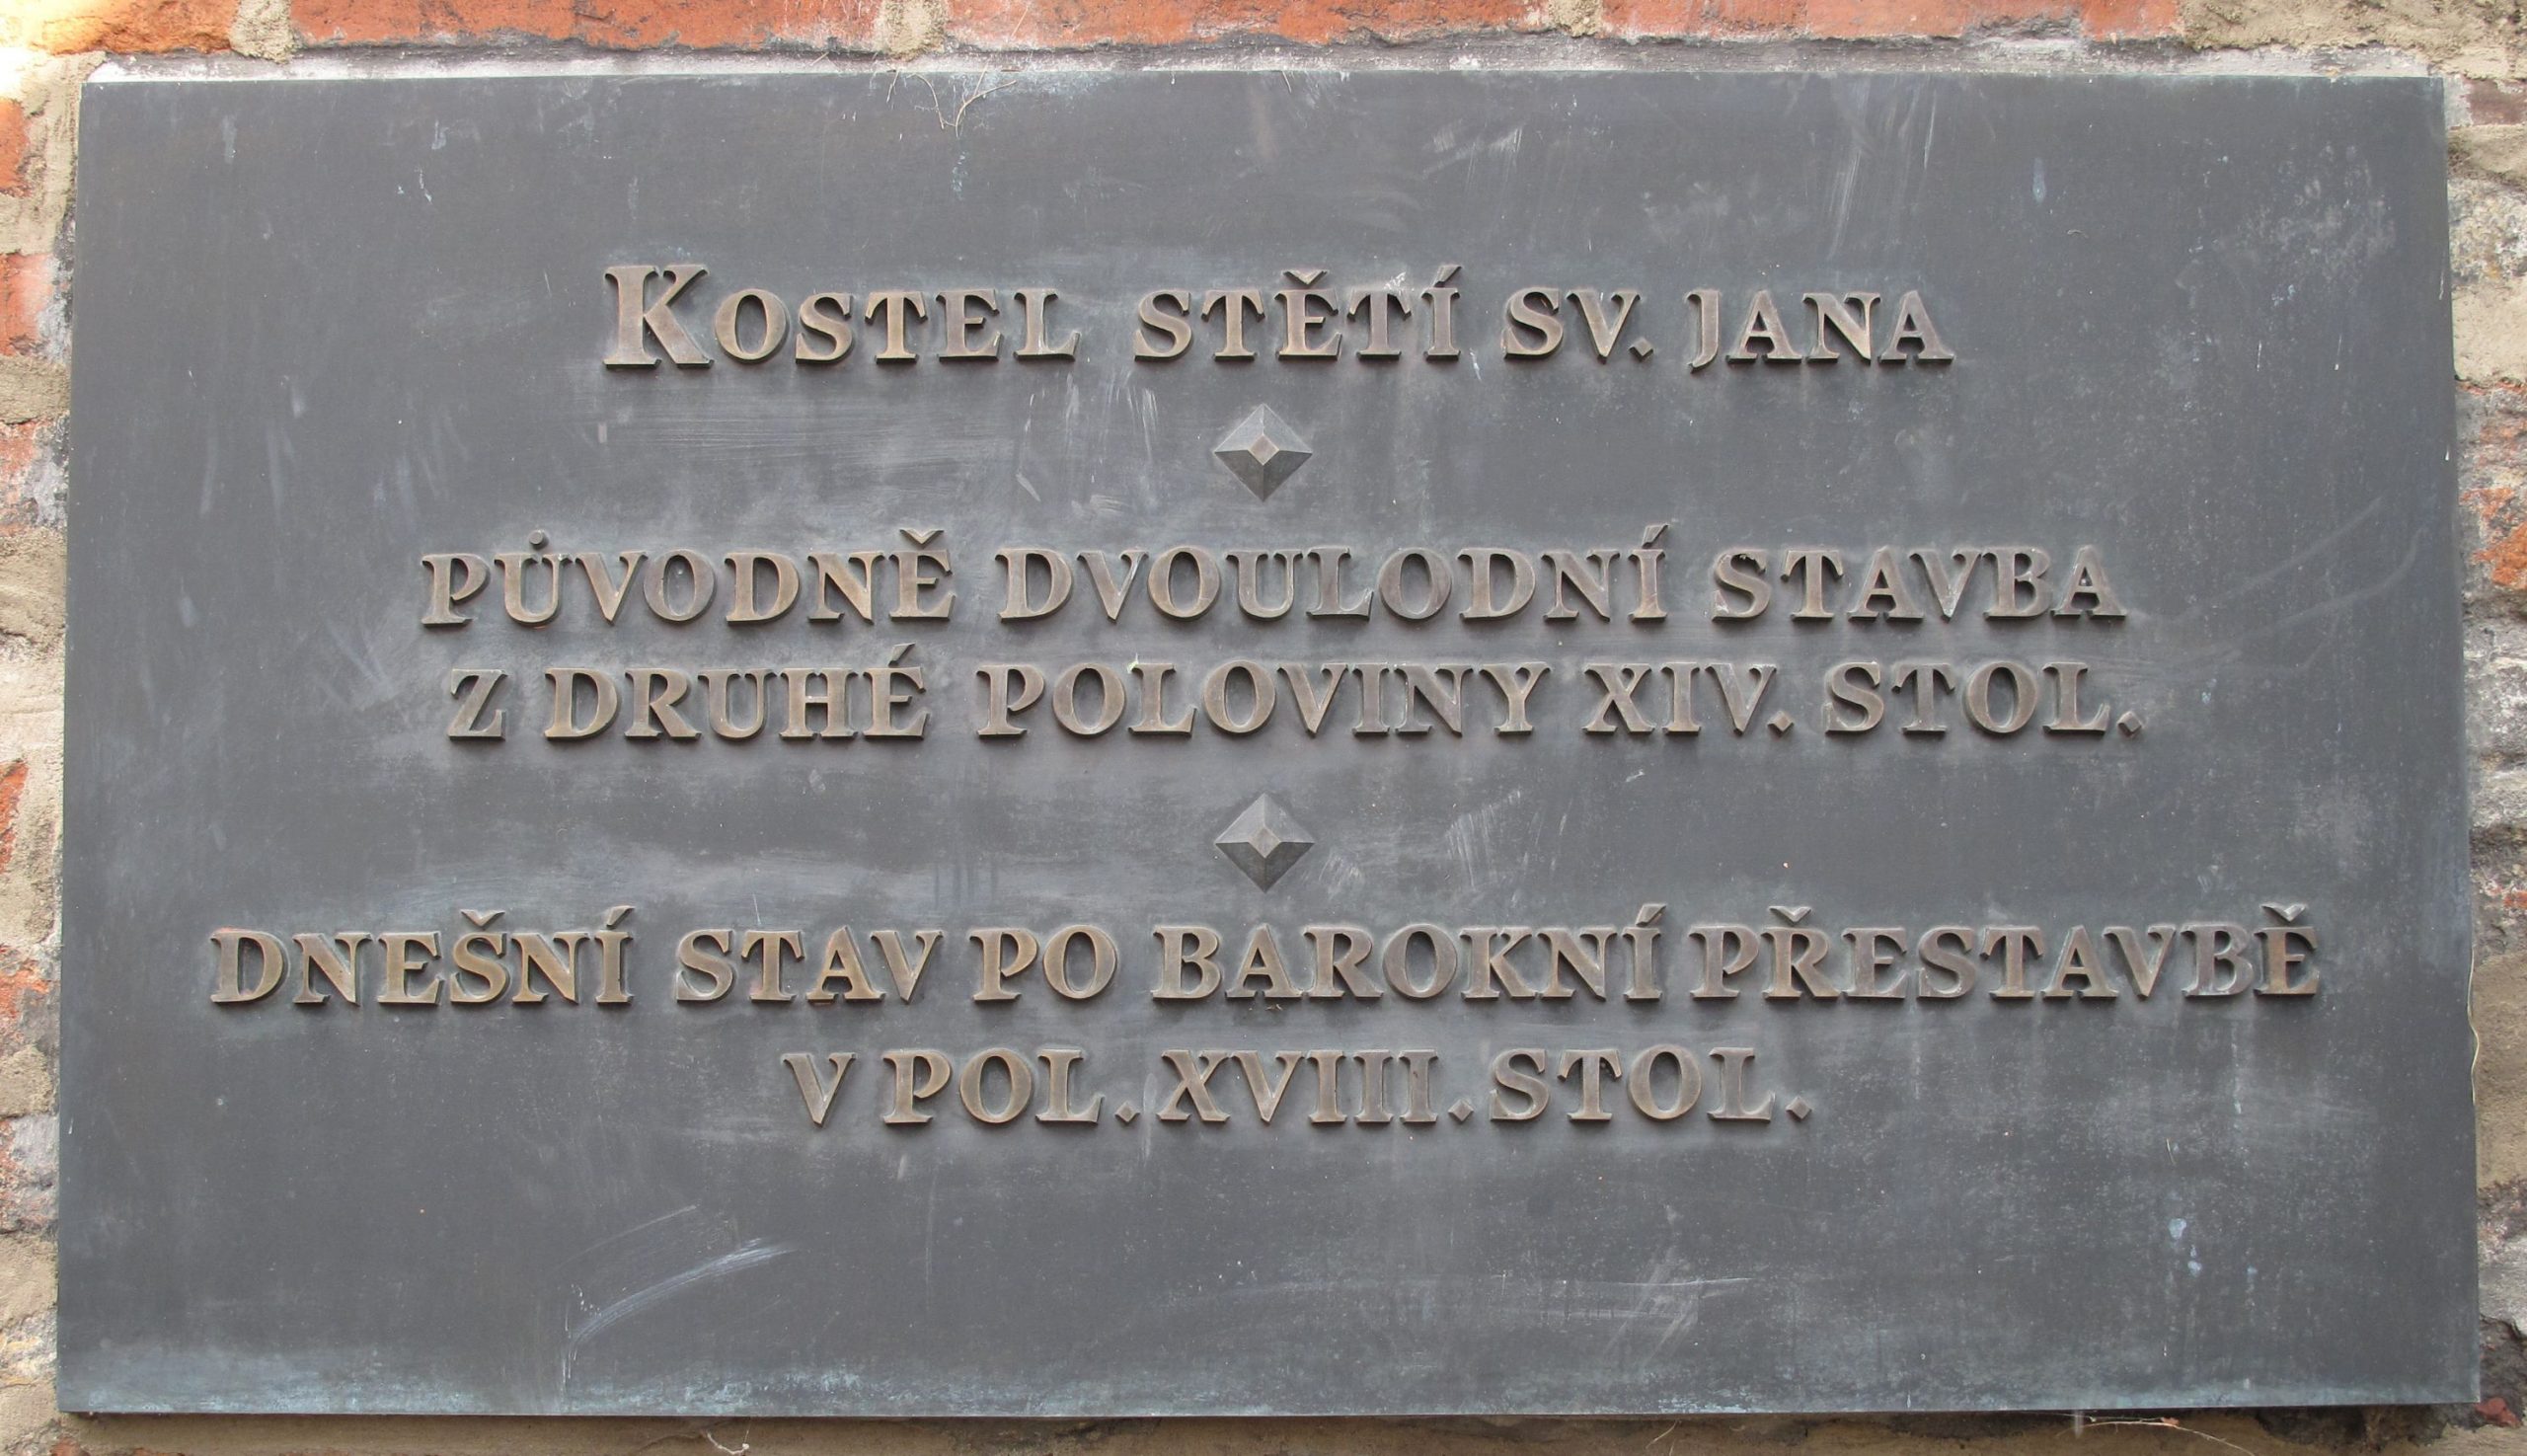 KOSTEL STĚTÍ SV. JANA
PŮVODNĚ DVOULODNÍ STAVBA
Z DRUHÉ POLOVINY XIV. STOL.
DNEŠNÍ STAV PO BAROKNÍ PŘESTAVBĚ
V POL. XVIII. STOL.